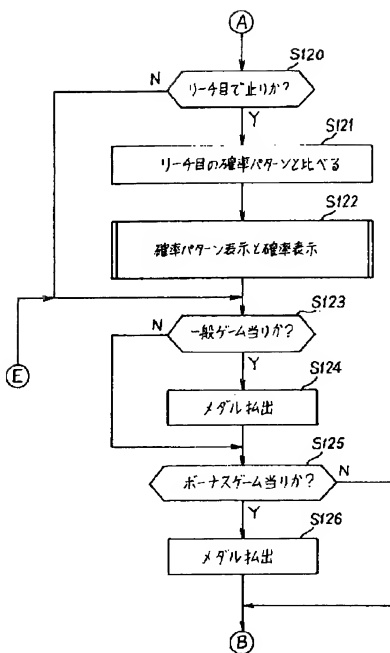 A
S120
N
リーチ目で止りか?
Y
S121
リーチ目の確率パターンと比べる
S122
確率パターン表示と確率表示
S123
N
一般ゲーム当りか?
E
Y
S124
メダル払出
S125
ボーナスゲーム当りか?
N
Y
S126
メダル払出
B